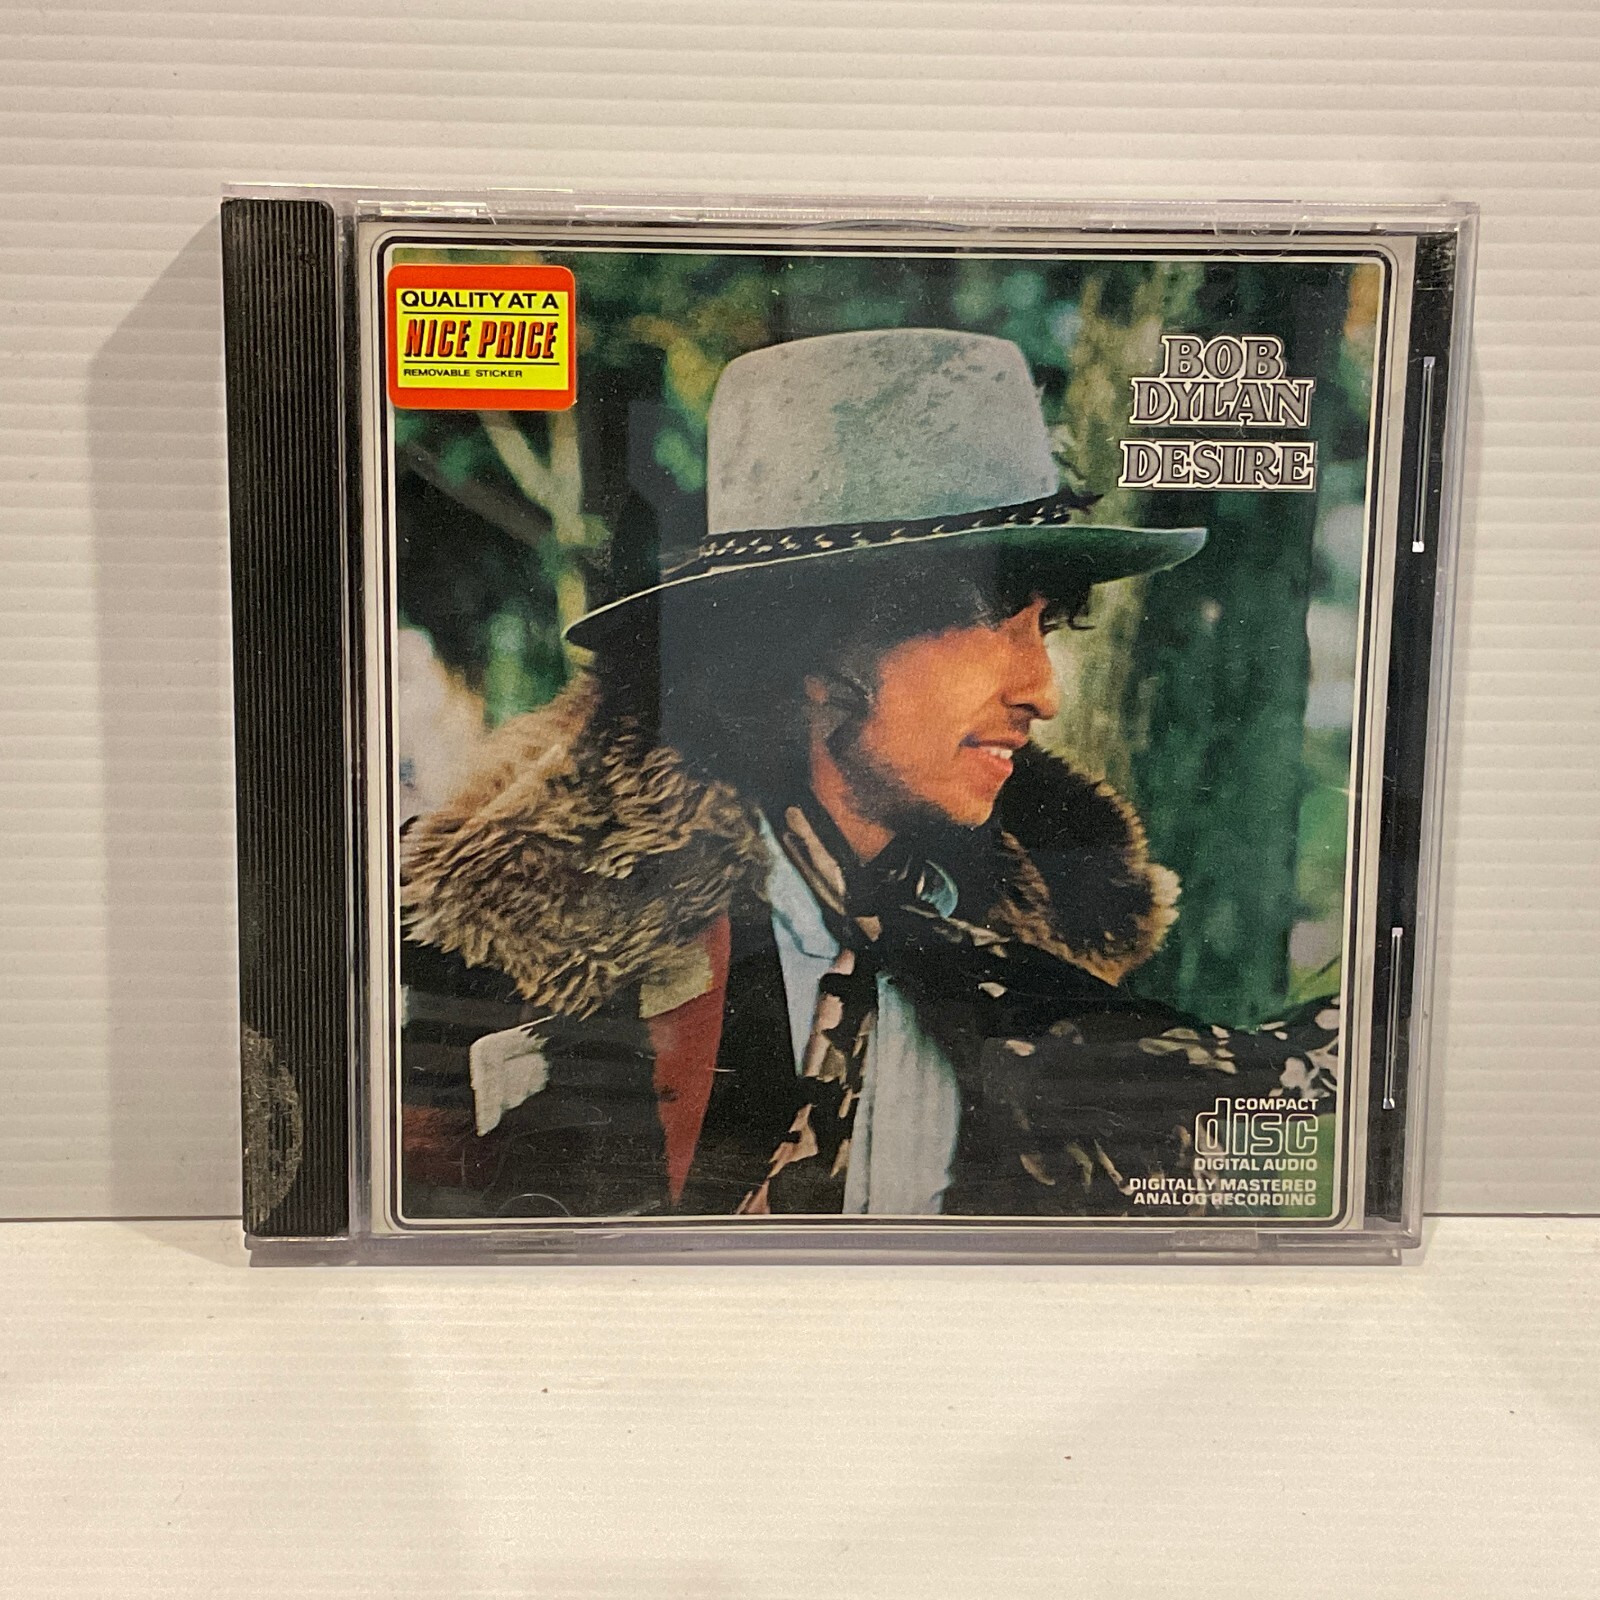 QUALITY AT A
NICE PRICE
REMOVABLE STICKER
BOB
DYLAN
DESIRE
COMPACT
disc
DIGITAL AUDIO
DIGITALLY MASTERED
ANALOG RECORDING